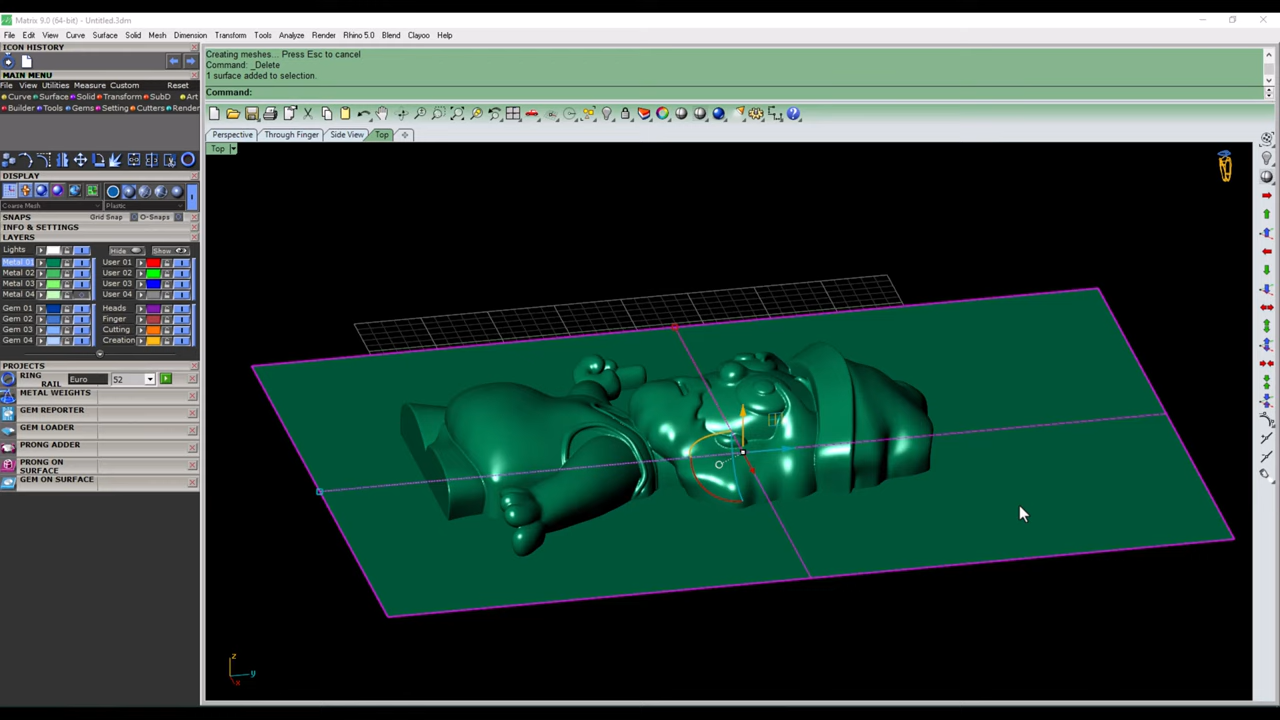 Matrix 9.0 (64-bit) - Untitled.3dm
File Edit View Curve Surface Solid Mesh Dimension Transform Tools Analyze Render Rhino 5.0 Blend Clayoo Help
ICON HISTORY
MAIN MENU
File View Utilities Measure Custom Reset
Curve Surface Solid Transform SubD Art
Builder Tools Gems Setting Cutters Render
DISPLAY
Coarse Mesh Plastic
SNAPS Grid Snap O-Snaps
INFO & SETTINGS
LAYERS
Lights Hide Show
Metal 01 User 01
Metal 02 User 02
Metal 03 User 03
Metal 04 User 04
Gem 01 Heads
Gem 02 Finger
Gem 03 Cutting
Gem 04 Creation
PROJECTS
RING RAIL Euro 52
METAL WEIGHTS
GEM REPORTER
GEM LOADER
PRONG ADDER
PRONG ON SURFACE
GEM ON SURFACE
Creating meshes... Press Esc to cancel
Command: _Delete
1 surface added to selection.
Command:
Perspective Through Finger Side View Top
Top
z
y
x